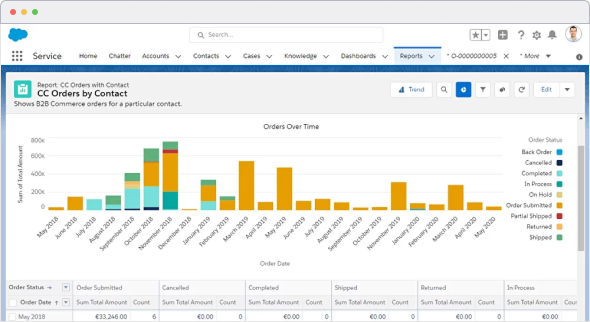 Search...
Service Home Chatter Accounts Contacts Cases Knowledge Dashboards Reports * O-0000000005 * More
Report: CC Orders with Contact
CC Orders by Contact
Shows B2B Commerce orders for a particular contact.
Trend Edit
Orders Over Time
Sum of Total Amount
800x
600x
400x
200x
0
May 2018 June 2018 July 2018 August 2018 September 2018 October 2018 November 2018 December 2018 January 2019 February 2019 March 2019 April 2019 May 2019 June 2019 July 2019 August 2019 September 2019 October 2019 November 2019 January 2020 February 2020 March 2020 April 2020 May 2020
Order Date
Order Status
Back Order
Cancelled
Completed
In Process
On Hold
Order Submitted
Partial Shipped
Returned
Shipped
Order Status Order Submitted Cancelled Completed Shipped Returned In-Process
Order Date Sum Total Amount Count Sum Total Amount Count Sum Total Amount Count Sum Total Amount Count Sum Total Amount Count Sum Total Amount
May 2018 €33,246.00 6 €0.00 0 €0.00 0 €0.00 0 €0.00 0 €0.00